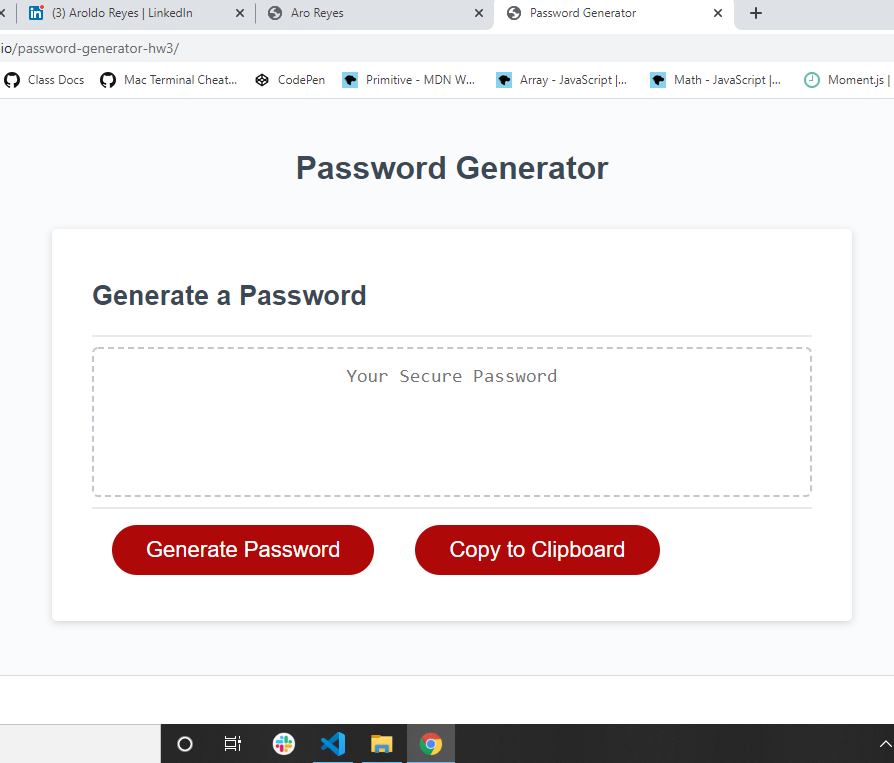 (3) Aroldo Reyes | LinkedIn
Aro Reyes
Password Generator
io/password-generator-hw3/
Class Docs
Mac Terminal Cheat...
CodePen
Primitive - MDN W...
Array - JavaScript |...
Math - JavaScript |...
Moment.js |
Password Generator
Generate a Password
Your Secure Password
Generate Password
Copy to Clipboard